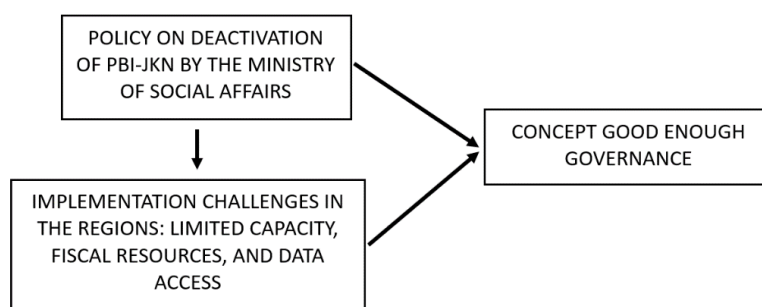 POLICY ON DEACTIVATION
OF PBI-JKN BY THE MINISTRY
OF SOCIAL AFFAIRS
CONCEPT GOOD ENOUGH
GOVERNANCE
IMPLEMENTATION CHALLENGES IN
THE REGIONS: LIMITED CAPACITY,
FISCAL RESOURCES, AND DATA
ACCESS